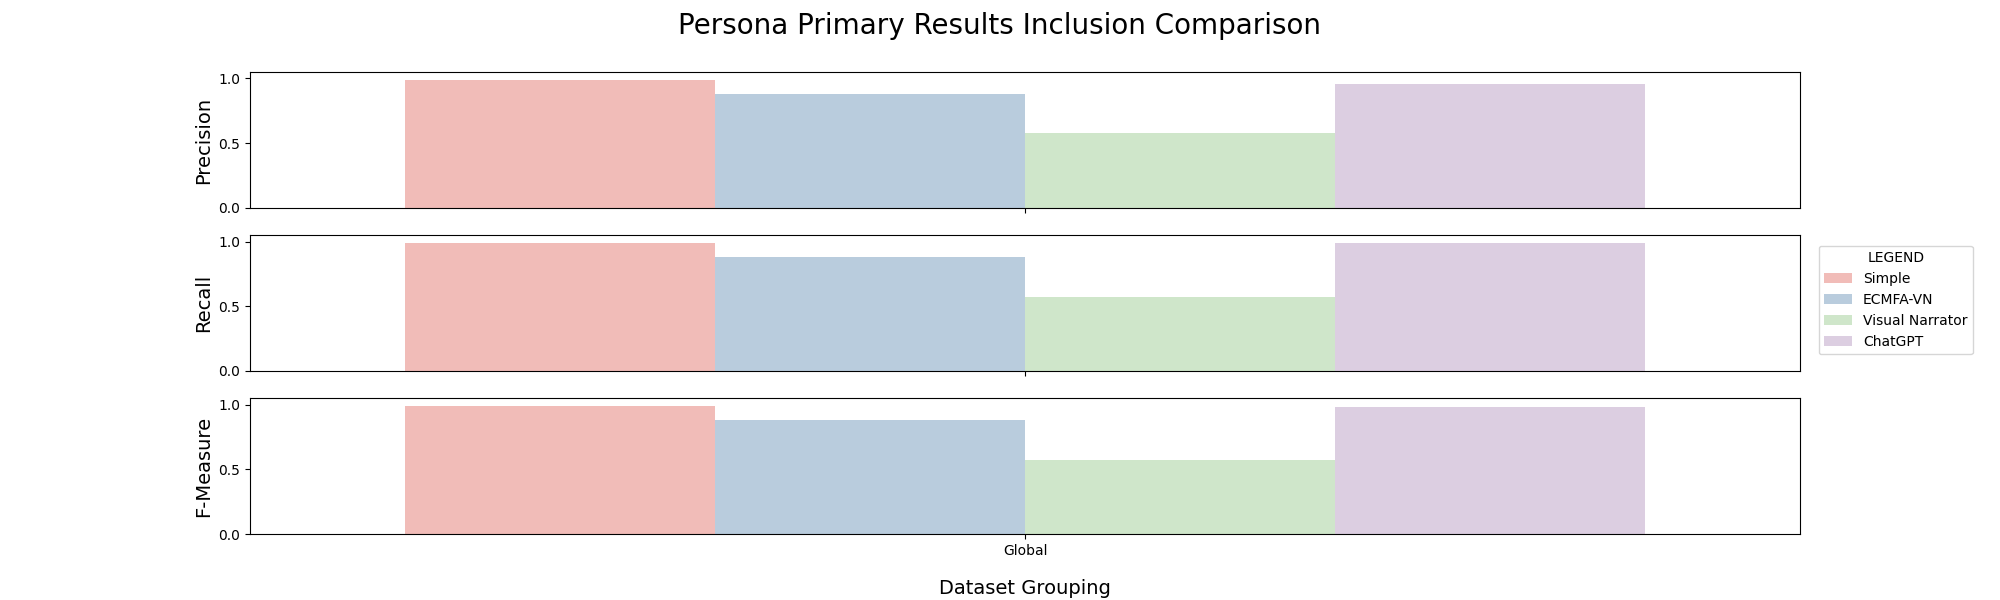 Persona Primary Results Inclusion Comparison
Precision
1.0
0.5
0.0
Recall
1.0
0.5
0.0
F-Measure
1.0
0.5
0.0
Global
Dataset Grouping
LEGEND
Simple
ECMFA-VN
Visual Narrator
ChatGPT